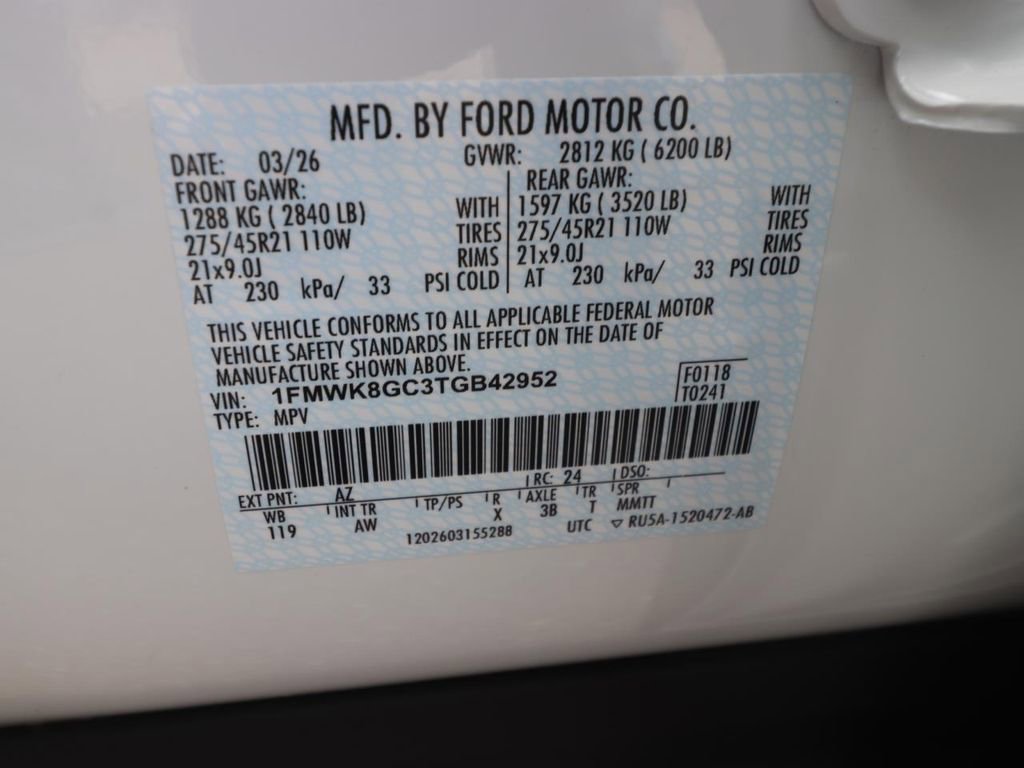 MFD. BY FORD MOTOR CO.
DATE: 03/26 GVWR: 2812 KG ( 6200 LB)
FRONT GAWR: REAR GAWR:
1288 KG ( 2840 LB) WITH 1597 KG ( 3520 LB) WITH
275/45R21 110W TIRES 275/45R21 110W TIRES
21x9.0J RIMS 21x9.0J RIMS
AT 230 kPa/ 33 PSI COLD AT 230 kPa/ 33 PSI COLD
THIS VEHICLE CONFORMS TO ALL APPLICABLE FEDERAL MOTOR
VEHICLE SAFETY STANDARDS IN EFFECT ON THE DATE OF
MANUFACTURE SHOWN ABOVE.
VIN: 1FMWK8GC3TGB42952 F0118
TYPE: MPV T0241
EXT PNT: AZ RC: 24 DSO:
WB INT TR TP/PS R AXLE TR SPR
119 AW X 3B T MMTT
1202603155288 UTC ▽ RU5A-1520472-AB